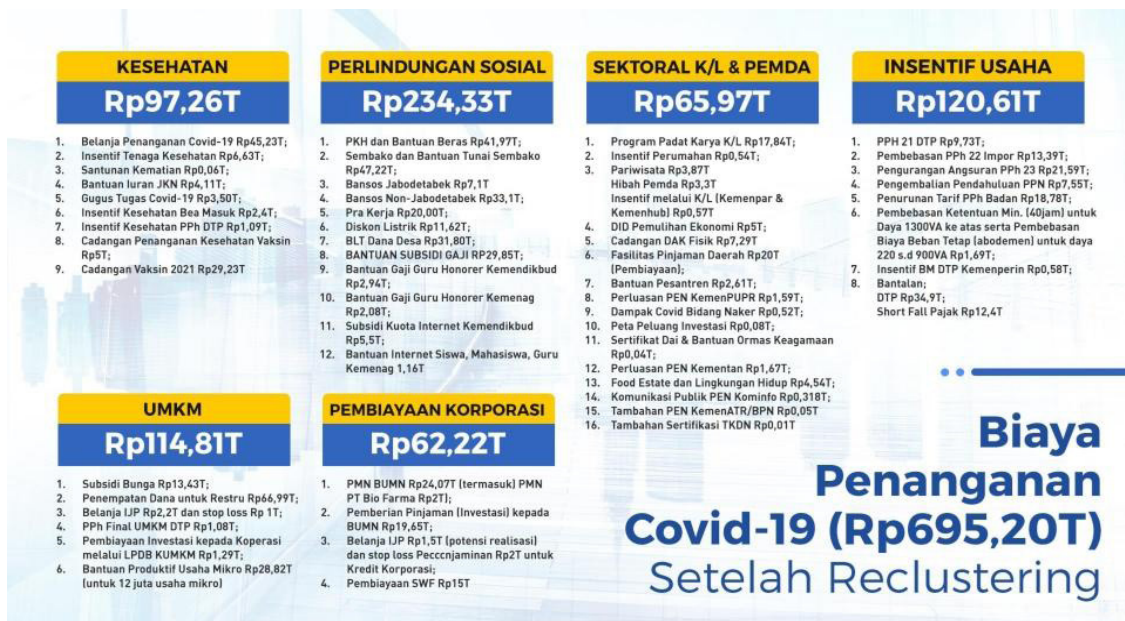 KESEHATAN
Rp97,26T
1. Belanja Penanganan Covid-19 Rp45,23T;
2. Insentif Tenaga Kesehatan Rp6,63T;
3. Santunan Kematian Rp0,06T;
4. Bantuan Iuran JKN Rp4,11T;
5. Gugus Tugas Covid-19 Rp3,50T;
6. Insentif Kesehatan Bea Masuk Rp2,4T;
7. Insentif Kesehatan PPh DTP Rp1,09T;
8. Cadangan Penanganan Kesehatan Vaksin
Rp5T;
9. Cadangan Vaksin 2021 Rp29,23T
PERLINDUNGAN SOSIAL
Rp234,33T
1. PKH dan Bantuan Beras Rp41,97T;
2. Sembako dan Bantuan Tunai Sembako
Rp47,22T;
3. Bansos Jabodetabek Rp7,1T
4. Bansos Non-Jabodetabek Rp33,1T;
5. Pra Kerja Rp20,00T;
6. Diskon Listrik Rp11,62T;
7. BLT Dana Desa Rp31,80T;
8. BANTUAN SUBSIDI GAJI RP29,85T;
9. Bantuan Gaji Guru Honorer Kemendikbud
Rp2,94T;
10. Bantuan Gaji Guru Honorer Kemenag
Rp2,08T;
11. Subsidi Kuota Internet Kemendikbud
Rp5,5T;
12. Bantuan Internet Siswa, Mahasiswa, Guru
Kemenag 1,16T
SEKTORAL K/L & PEMDA
Rp65,97T
1. Program Padat Karya K/L Rp17,84T;
2. Insentif Perumahan Rp0,54T;
3. Pariwisata Rp3,87T
Hibah Pemda Rp3,3T
Insentif melalui K/L (Kemenpar &
Kemenhub) Rp0,57T
4. DID Pemulihan Ekonomi Rp5T;
5. Cadangan DAK Fisik Rp7,29T
6. Fasilitas Pinjaman Daerah Rp20T
(Pembiayaan);
7. Bantuan Pesantren Rp2,61T;
8. Perluasan PEN KemenPUPR Rp1,59T;
9. Dampak Covid Bidang Naker Rp0,52T;
10. Peta Peluang Investasi Rp0,08T;
11. Sertifikat Dai & Bantuan Ormas Keagamaan
Rp0,04T;
12. Perluasan PEN Kementan Rp1,67T;
13. Food Estate dan Lingkungan Hidup Rp4,54T;
14. Komunikasi Publik PEN Kominfo Rp0,318T;
15. Tambahan PEN KemenATR/BPN Rp0,05T
16. Tambahan Sertifikasi TKDN Rp0,01T
INSENTIF USAHA
Rp120,61T
1. PPH 21 DTP Rp9,73T;
2. Pembebasan PPh 22 Impor Rp13,39T;
3. Pengurangan Angsuran PPh 23 Rp21,59T;
4. Pengembalian Pendahuluan PPN Rp7,55T;
5. Penurunan Tarif PPh Badan Rp18,78T;
6. Pembebasan Ketentuan Min. (40jam) untuk
Daya 1300VA ke atas serta Pembebasan
Biaya Beban Tetap (abodemen) untuk daya
220 s.d 900VA Rp1,69T;
7. Insentif BM DTP Kemenperin Rp0,58T;
8. Bantalan;
DTP Rp34,9T;
Short Fall Pajak Rp12,4T
UMKM
Rp114,81T
1. Subsidi Bunga Rp13,43T;
2. Penempatan Dana untuk Restru Rp66,99T;
3. Belanja IJP Rp2,2T dan stop loss Rp 1T;
4. PPh Final UMKM DTP Rp1,08T;
5. Pembiayaan Investasi kepada Koperasi
melalui LPDB KUMKM Rp1,29T;
6. Bantuan Produktif Usaha Mikro Rp28,82T
(untuk 12 juta usaha mikro)
PEMBIAYAAN KORPORASI
Rp62,22T
1. PMN BUMN Rp24,07T (termasuk) PMN
PT Bio Farma Rp2T);
2. Pemberian Pinjaman (Investasi) kepada
BUMN Rp19,65T;
3. Belanja IJP Rp1,5T (potensi realisasi)
dan stop loss Pecccnjaminan Rp2T untuk
Kredit Korporasi;
4. Pembiayaan SWF Rp15T
Biaya
Penanganan
Covid-19 (Rp695,20T)
Setelah Reclustering